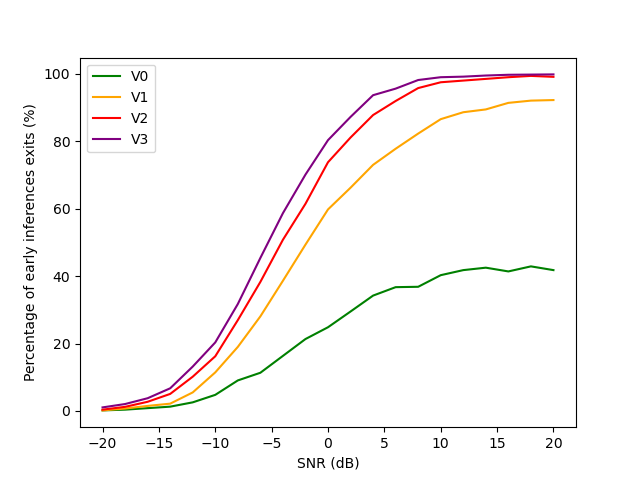 V0
V1
V2
V3
Percentage of early inferences exits (%)
100
80
60
40
20
0
−20 −15 −10 −5 0 5 10 15 20
SNR (dB)